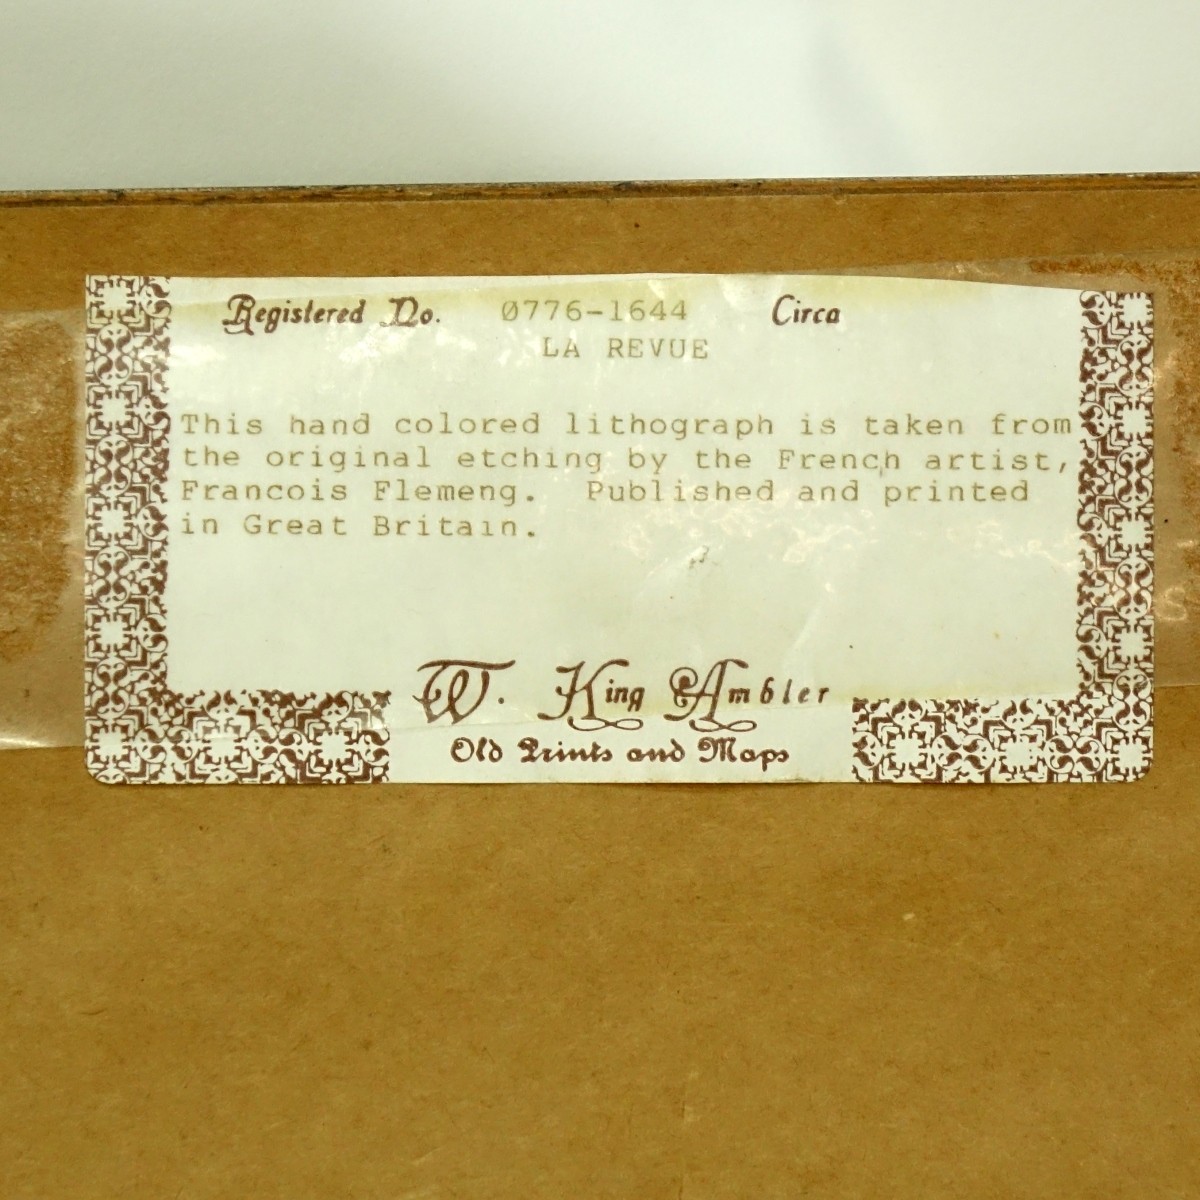 Registered No. 0776-1644 Circa
LA REVUE
This hand colored lithograph is taken from
the original etching by the French artist,
Francois Flemeng. Published and printed
in Great Britain.
W. King Ambler
Old Prints and Maps